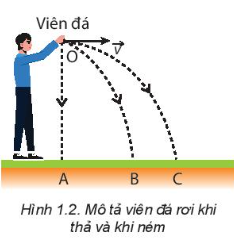 Viên đá
O
v
A B C
Hình 1.2. Mô tả viên đá rơi khi
thả và khi ném